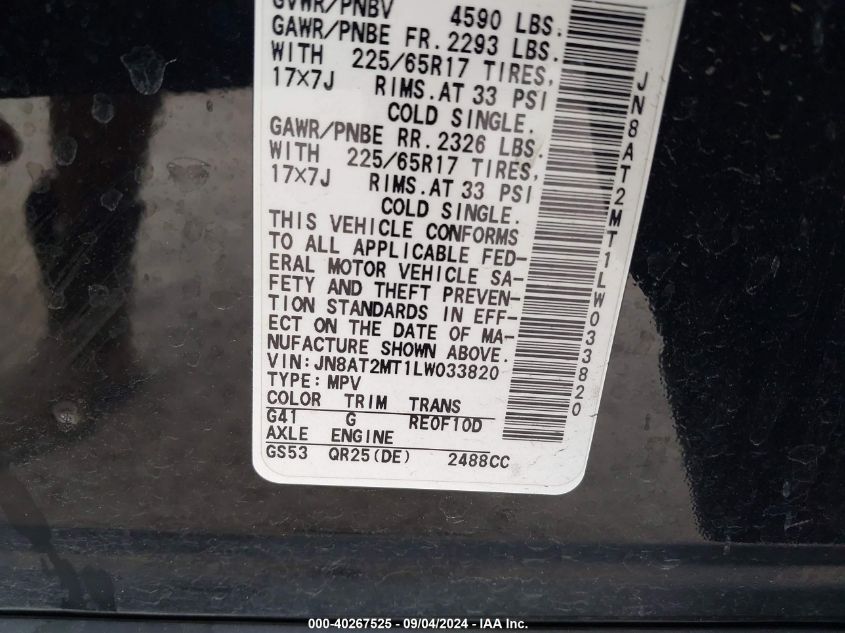 GVWR/PNBV 4590 LBS.
GAWR/PNBE FR. 2293 LBS.
WITH 225/65R17 TIRES,
17X7J RIMS. AT 33 PSI
COLD SINGLE.
GAWR/PNBE RR. 2326 LBS.
WITH 225/65R17 TIRES,
17X7J RIMS. AT 33 PSI
COLD SINGLE.
THIS VEHICLE CONFORMS
TO ALL APPLICABLE FED-
ERAL MOTOR VEHICLE SA-
FETY AND THEFT PREVEN-
TION STANDARDS IN EFF-
ECT ON THE DATE OF MA-
NUFACTURE SHOWN ABOVE.
VIN:JN8AT2MT1LW033820
TYPE:MPV
COLOR TRIM TRANS
G41 G RE0F10D
AXLE ENGINE
GS53 QR25(DE) 2488CC
JN8AT2MT1LW033820
000-40267525 - 09/04/2024 - IAA Inc.